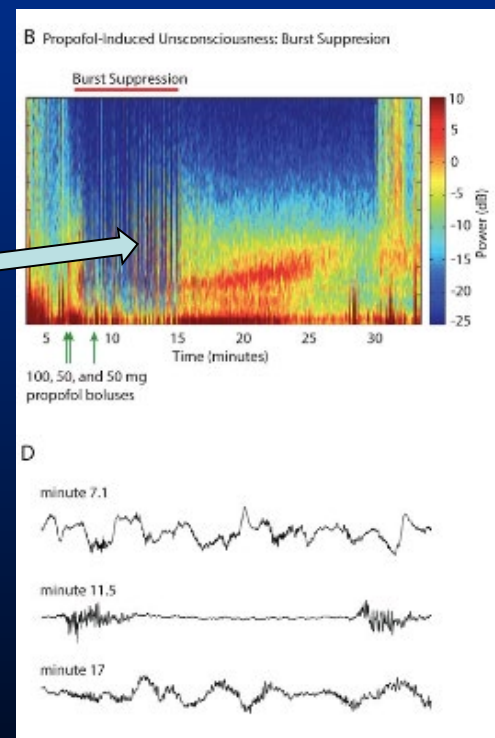 B Propofol-Induced Unsconsciousness: Burst Suppresion
Burst Suppression
10
5
0
-5
-10
-15
-20
-25
Power (dB)
5 10 15 20 25 30
Time (minutes)
100, 50, and 50 mg
propofol boluses
D
minute 7.1
minute 11.5
minute 17